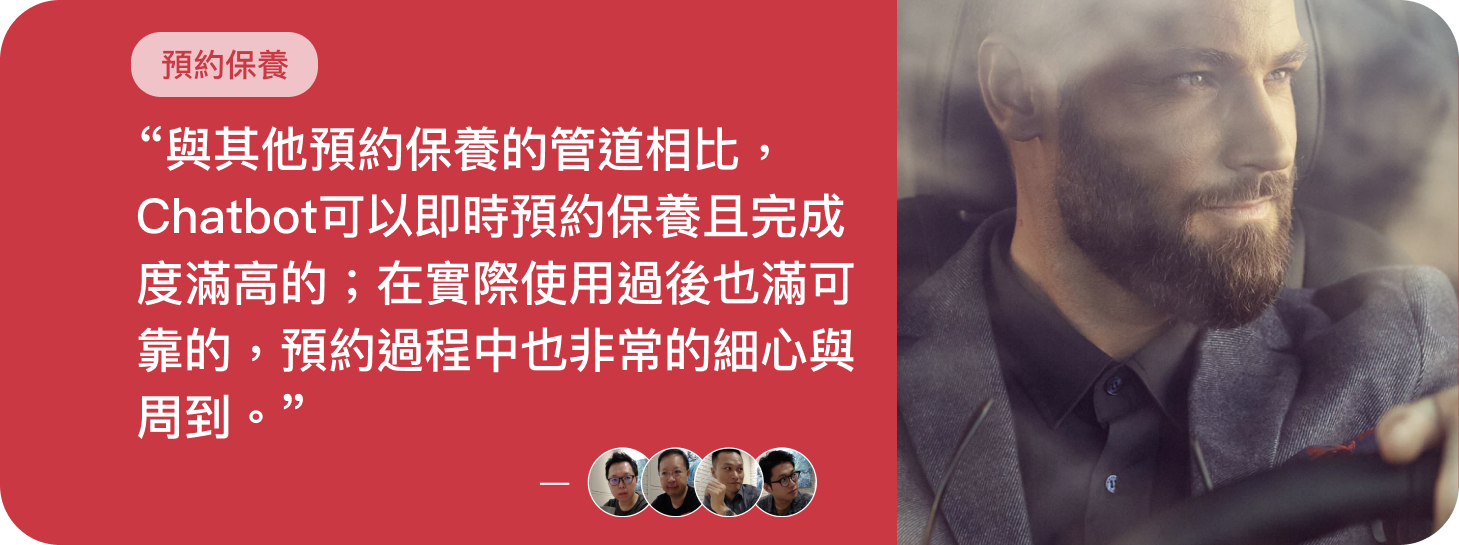 預約保養
“與其他預約保養的管道相比，
Chatbot可以即時預約保養且完成
度滿高的；在實際使用過後也滿可
靠的，預約過程中也非常的細心與
周到。”
—